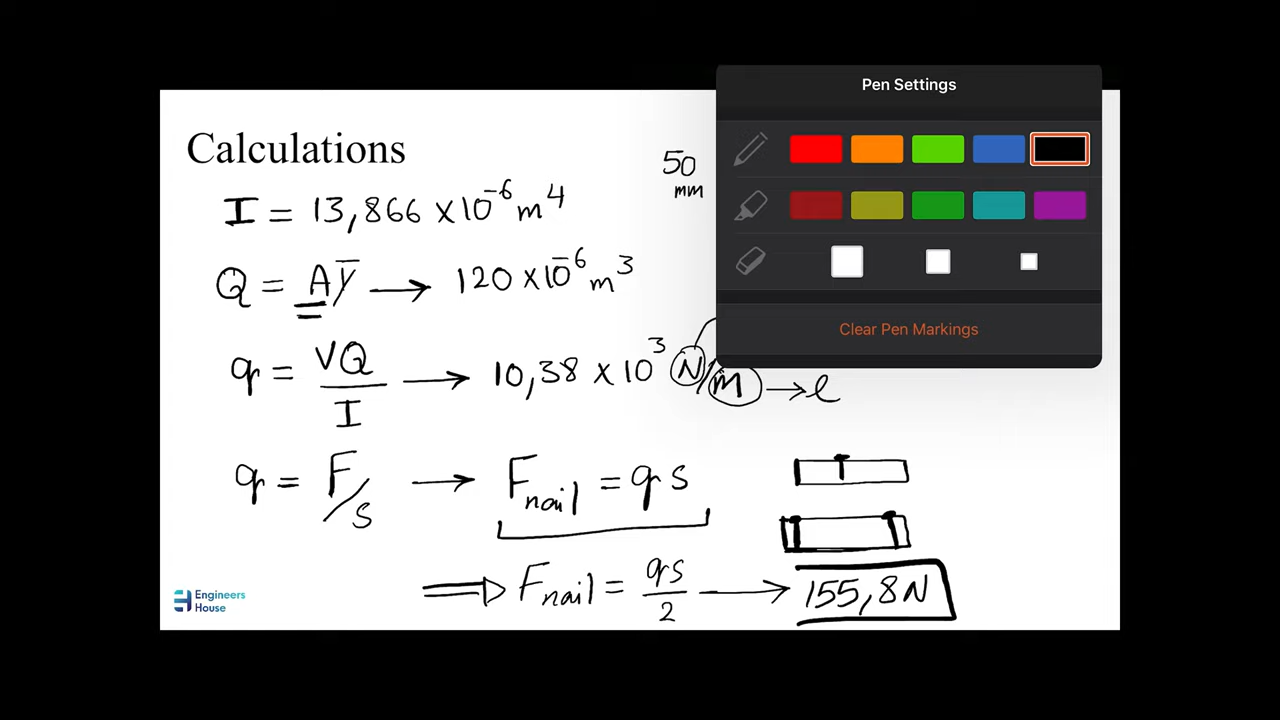 Pen Settings
Calculations
50
mm
I = 13,866 ×10⁻⁶ m⁴
Q = Aȳ → 120 ×10⁻⁶ m³
q = VQ/I → 10,38 × 10³ N/m → l
q = F/s → Fnail = qs
⇒ Fnail = qs/2 → 155,8N
Clear Pen Markings
Engineers
House